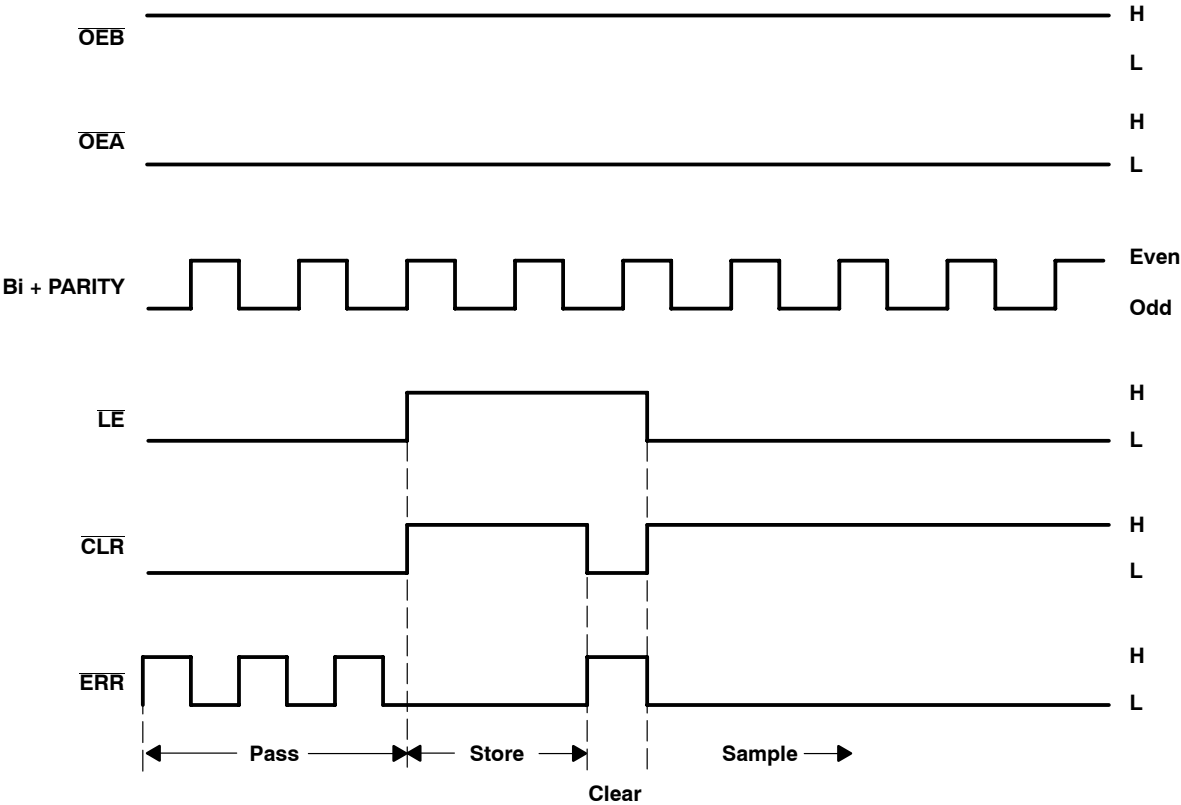 H
OEB
L
H
OEA
L
Even
Bi + PARITY
Odd
H
LE
L
H
CLR
L
H
ERR
L
Pass
Store
Sample
Clear